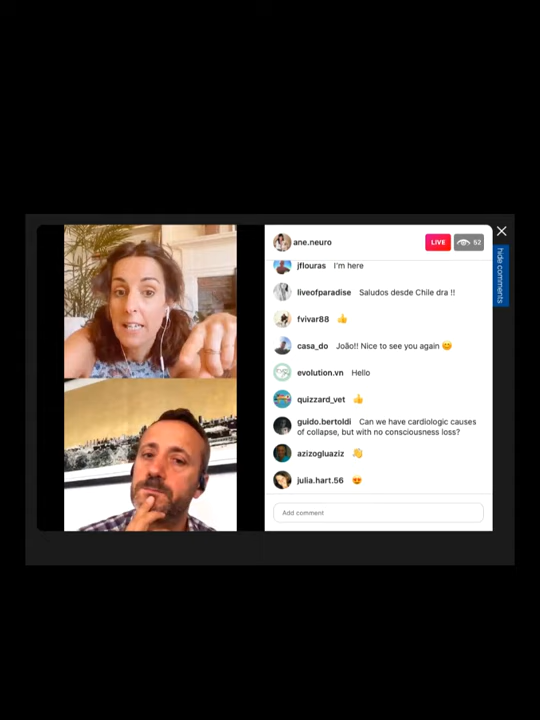 ane.neuro
LIVE
52
hide comments
jflouras I'm here
liveofparadise Saludos desde Chile dra !!
fvivar88 👍
casa_do João!! Nice to see you again 😊
evolution.vn Hello
quizzard_vet 👍
guido.bertoldi Can we have cardiologic causes
of collapse, but with no consciousness loss?
azizogluaziz 👋
julia.hart.56 😍
Add comment